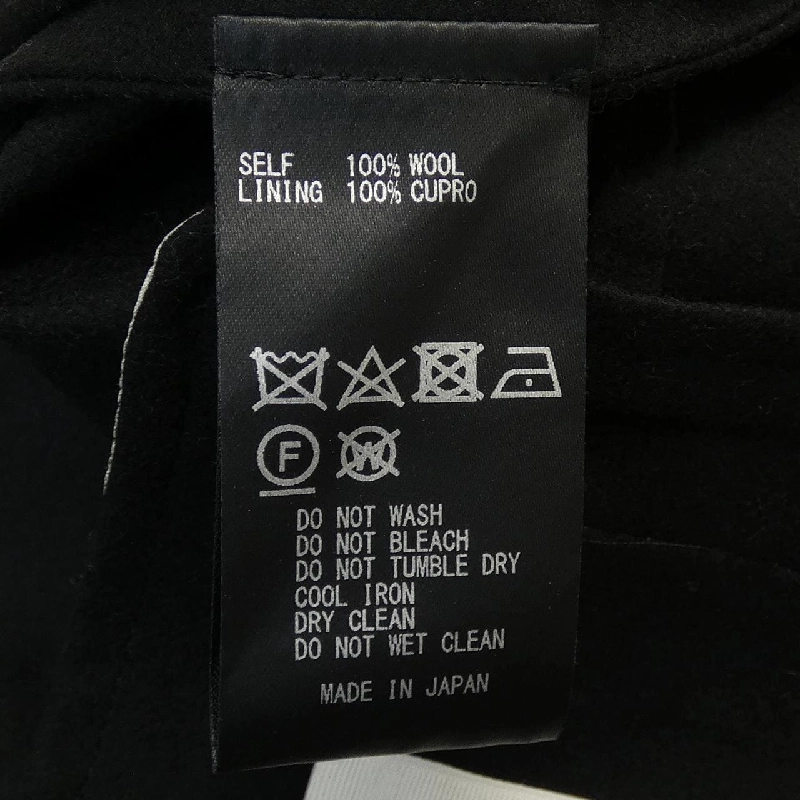 SELF 100% WOOL
LINING 100% CUPRO
F W
DO NOT WASH
DO NOT BLEACH
DO NOT TUMBLE DRY
COOL IRON
DRY CLEAN
DO NOT WET CLEAN
MADE IN JAPAN